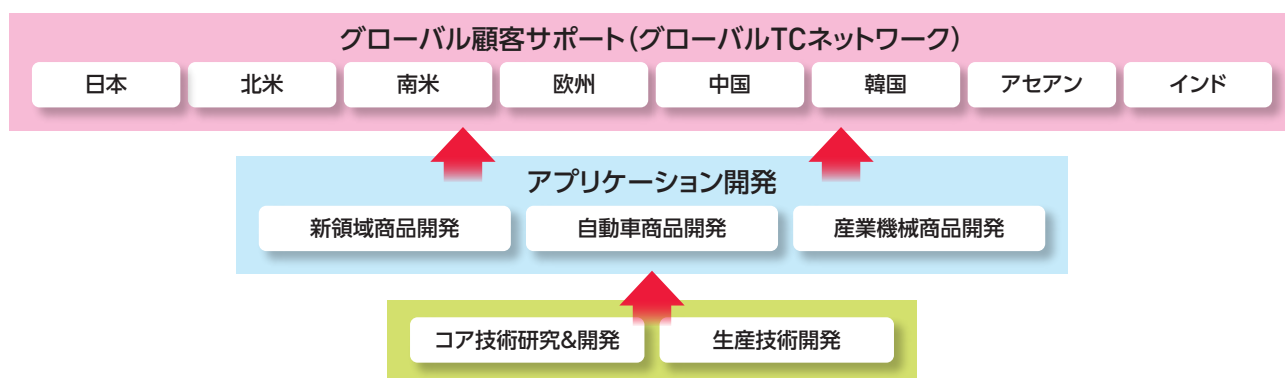 グローバル顧客サポート(グローバルTCネットワーク)
日本 北米 南米 欧州 中国 韓国 アセアン インド
アプリケーション開発
新領域商品開発 自動車商品開発 産業機械商品開発
コア技術研究&開発 生産技術開発